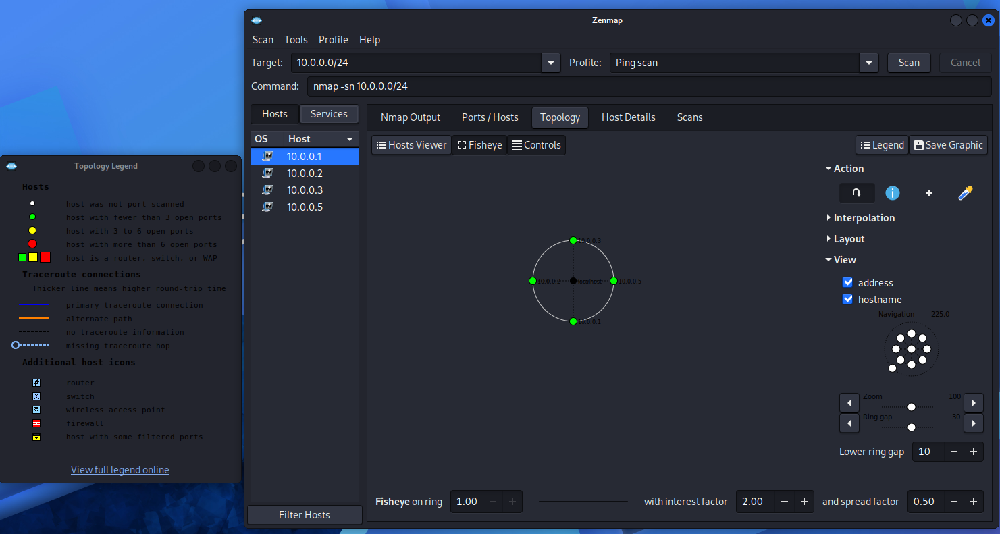 Zenmap
Scan Tools Profile Help
Target: 10.0.0.0/24 Profile: Ping scan Scan Cancel
Command: nmap -sn 10.0.0.0/24
Hosts Services
OS Host
10.0.0.1
10.0.0.2
10.0.0.3
10.0.0.5
Filter Hosts
Nmap Output Ports / Hosts Topology Host Details Scans
Hosts Viewer Fisheye Controls Legend Save Graphic
10.0.0.3
10.0.0.2 localhost 10.0.0.5
10.0.0.1
Action
Interpolation
Layout
View
address
hostname
Navigation 225.0
Zoom 100
Ring gap 30
Lower ring gap 10
Fisheye on ring 1.00 with interest factor 2.00 and spread factor 0.50
Topology Legend
Hosts
host was not port scanned
host with fewer than 3 open ports
host with 3 to 6 open ports
host with more than 6 open ports
host is a router, switch, or WAP
Traceroute connections
Thicker line means higher round-trip time
primary traceroute connection
alternate path
no traceroute information
missing traceroute hop
Additional host icons
router
switch
wireless access point
firewall
host with some filtered ports
View full legend online